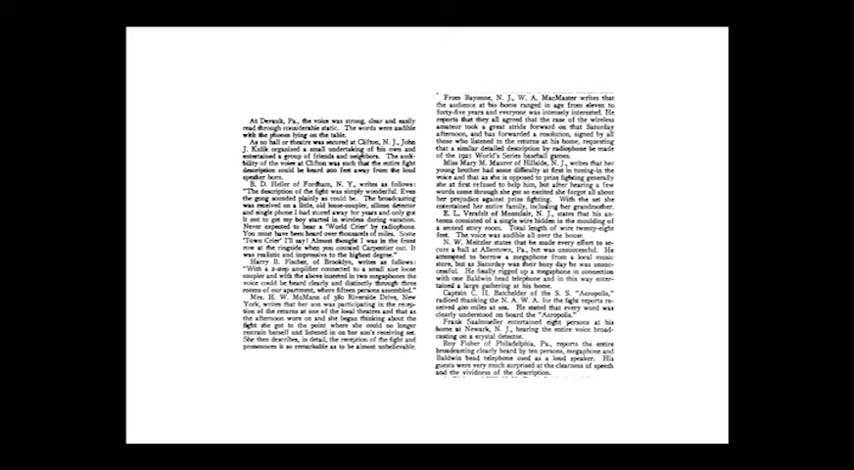 At Devault, Pa., the voice was strong, clear and easily
read through considerable static. The words were audible
with the phones lying on the table.
As no hall or theatre was secured at Clifton, N. J., John
J. Kulik organized a small undertaking of his own and
entertained a group of friends and neighbors. The audi-
bility of the voice at Clifton was such that the entire fight
description could be heard 200 feet away from the loud
speaker horn.
B. D. Heller of Fordham, N. Y., writes as follows:
"The description of the fight was simply wonderful. Even
the gong sounded plainly as could be. The broadcasting
was received on a little, old loose-coupler, silicon detector
and single phone I had stored away for years and only got
it out to get my boy started in wireless during vacation.
Never expected to hear a 'World Crier' by radiophone.
You must have been heard over thousands of miles. Some
'Town Crier' I'll say! Almost thought I was in the front
row at the ringside when you counted Carpentier out. It
was realistic and impressive to the highest degree."
Harry B. Fischer, of Brooklyn, writes as follows:
"With a 2-step amplifier connected to a small size loose
coupler and with the above inserted in two megaphones the
voice could be heard clearly and distinctly through three
rooms of our apartment, where fifteen persons assembled."
Mrs. H. W. McMann of 380 Riverside Drive, New
York, writes that her son was participating in the recep-
tion of the returns at one of the local theatres and that as
the afternoon wore on and she began thinking about the
fight she got to the point where she could no longer
restrain herself and listened in on her son's receiving set.
She then describes, in detail, the reception of the fight and
pronounces it so remarkable as to be almost unbelievable.
From Bayonne, N. J., W. A. MacMaster writes that
the audience at his home ranged in age from eleven to
forty-five years and everyone was intensely interested. He
reports that they all agreed that the case of the wireless
amateur took a great stride forward on that Saturday
afternoon, and has forwarded a resolution, signed by all
those who listened to the returns at his home, requesting
that a similar detailed description by radiophone be made
of the 1921 World's Series baseball games.
Miss Mary M. Maurer of Hillside, N. J., writes that her
young brother had some difficulty at first in tuning-in the
voice and that as she is opposed to prize fighting generally
she at first refused to help him, but after hearing a few
words some through she got so excited she forgot all about
her prejudice against prize fighting. With the set she
entertained her entire family, including her grandmother.
E. L. Verafelt of Montclair, N. J., states that his an-
tenna consisted of a single wire hidden in the moulding of
a second story room. Total length of wire twenty-eight
feet. The voice was audible all over the house.
N. W. Meitzler states that he made every effort to se-
cure a hall at Allentown, Pa., but was unsuccessful. He
attempted to borrow a megaphone from a local music
store, but as Saturday was their busy day he was unsuc-
cessful. He finally rigged up a megaphone in connection
with one Baldwin head telephone and in this way enter-
tained a large gathering at his home.
Captain C. H. Batchelder of the S. S. "Acropolis,"
radioed thanking the N. A. W. A. for the fight reports re-
ceived 400 miles at sea. He stated that every word was
clearly understood on board the "Acropolis."
Frank Saalmueller entertained eight persons at his
home at Newark, N. J., hearing the entire voice broad-
casting on a crystal detector.
Roy Fisher of Philadelphia, Pa., reports the entire
broadcasting clearly heard by ten persons, megaphone and
Baldwin head telephone used as a loud speaker. His
guests were very much surprised at the clearness of speech
and the vividness of the description.